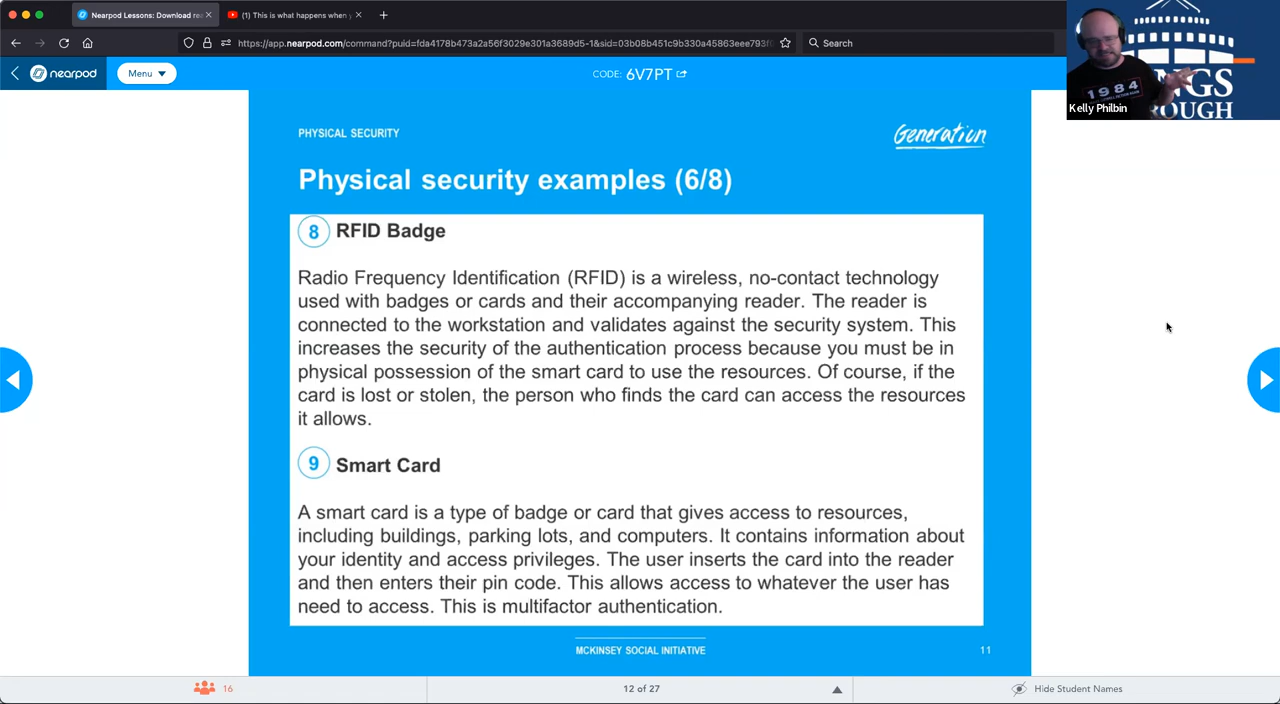 Nearpod Lessons: Download rea
(1) This is what happens when y
https://app.nearpod.com/command?puid=fda4178b473a2a56f3029e301a3689d5-1&sid=03b08b451c9b330a45863eee793f
Search
nearpod
Menu
CODE: 6V7PT
1984
NGS
ROUGH
Kelly Philbin
PHYSICAL SECURITY
Generation
Physical security examples (6/8)
8 RFID Badge
Radio Frequency Identification (RFID) is a wireless, no-contact technology
used with badges or cards and their accompanying reader. The reader is
connected to the workstation and validates against the security system. This
increases the security of the authentication process because you must be in
physical possession of the smart card to use the resources. Of course, if the
card is lost or stolen, the person who finds the card can access the resources
it allows.
9 Smart Card
A smart card is a type of badge or card that gives access to resources,
including buildings, parking lots, and computers. It contains information about
your identity and access privileges. The user inserts the card into the reader
and then enters their pin code. This allows access to whatever the user has
need to access. This is multifactor authentication.
MCKINSEY SOCIAL INITIATIVE
11
16
12 of 27
Hide Student Names